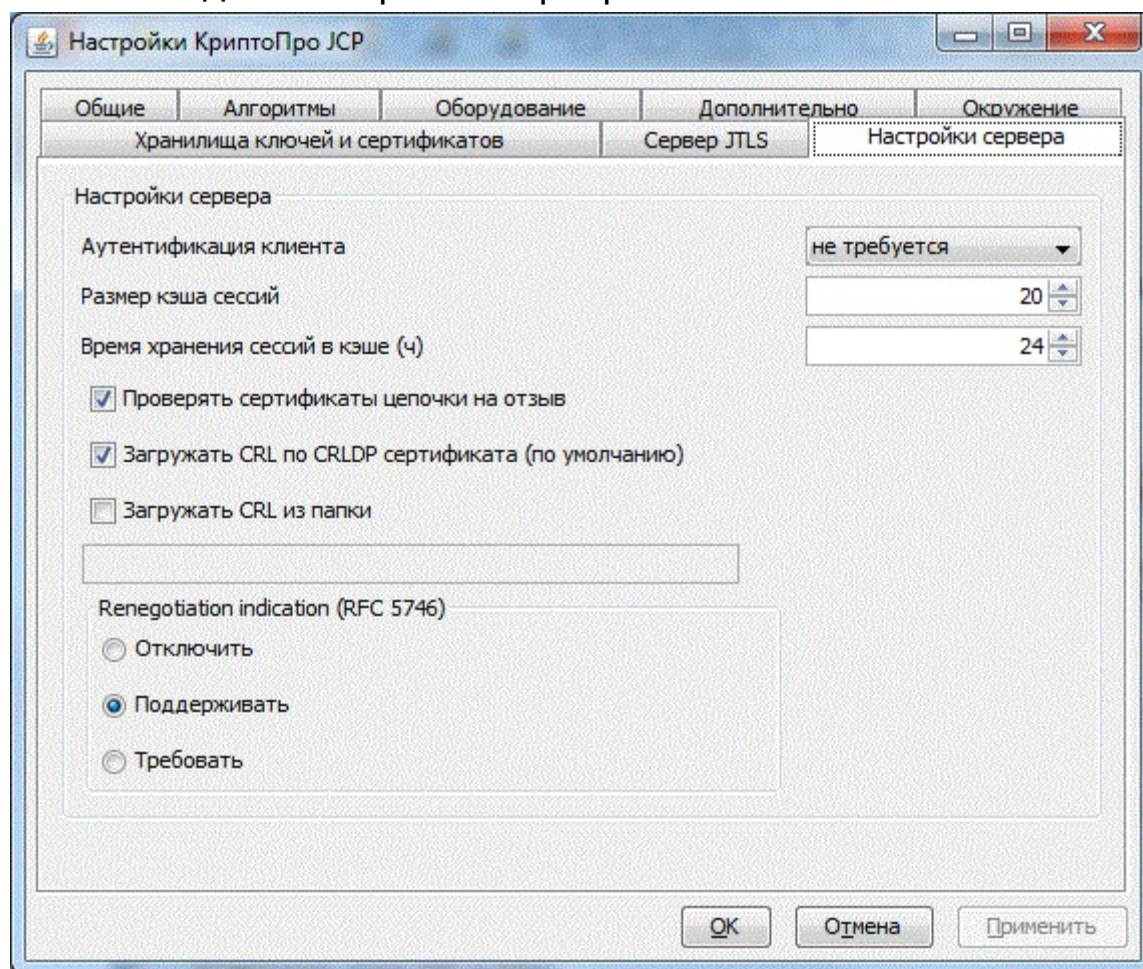 Настройки КриптоПро JCP
Общие Алгоритмы Оборудование Дополнительно Окружение
Хранилища ключей и сертификатов Сервер JTLS Настройки сервера
Настройки сервера
Аутентификация клиента не требуется
Размер кэша сессий 20
Время хранения сессий в кэше (ч) 24
Проверять сертификаты цепочки на отзыв
Загружать CRL по CRLDP сертификата (по умолчанию)
Загружать CRL из папки
Renegotiation indication (RFC 5746)
Отключить
Поддерживать
Требовать
OK Отмена Применить